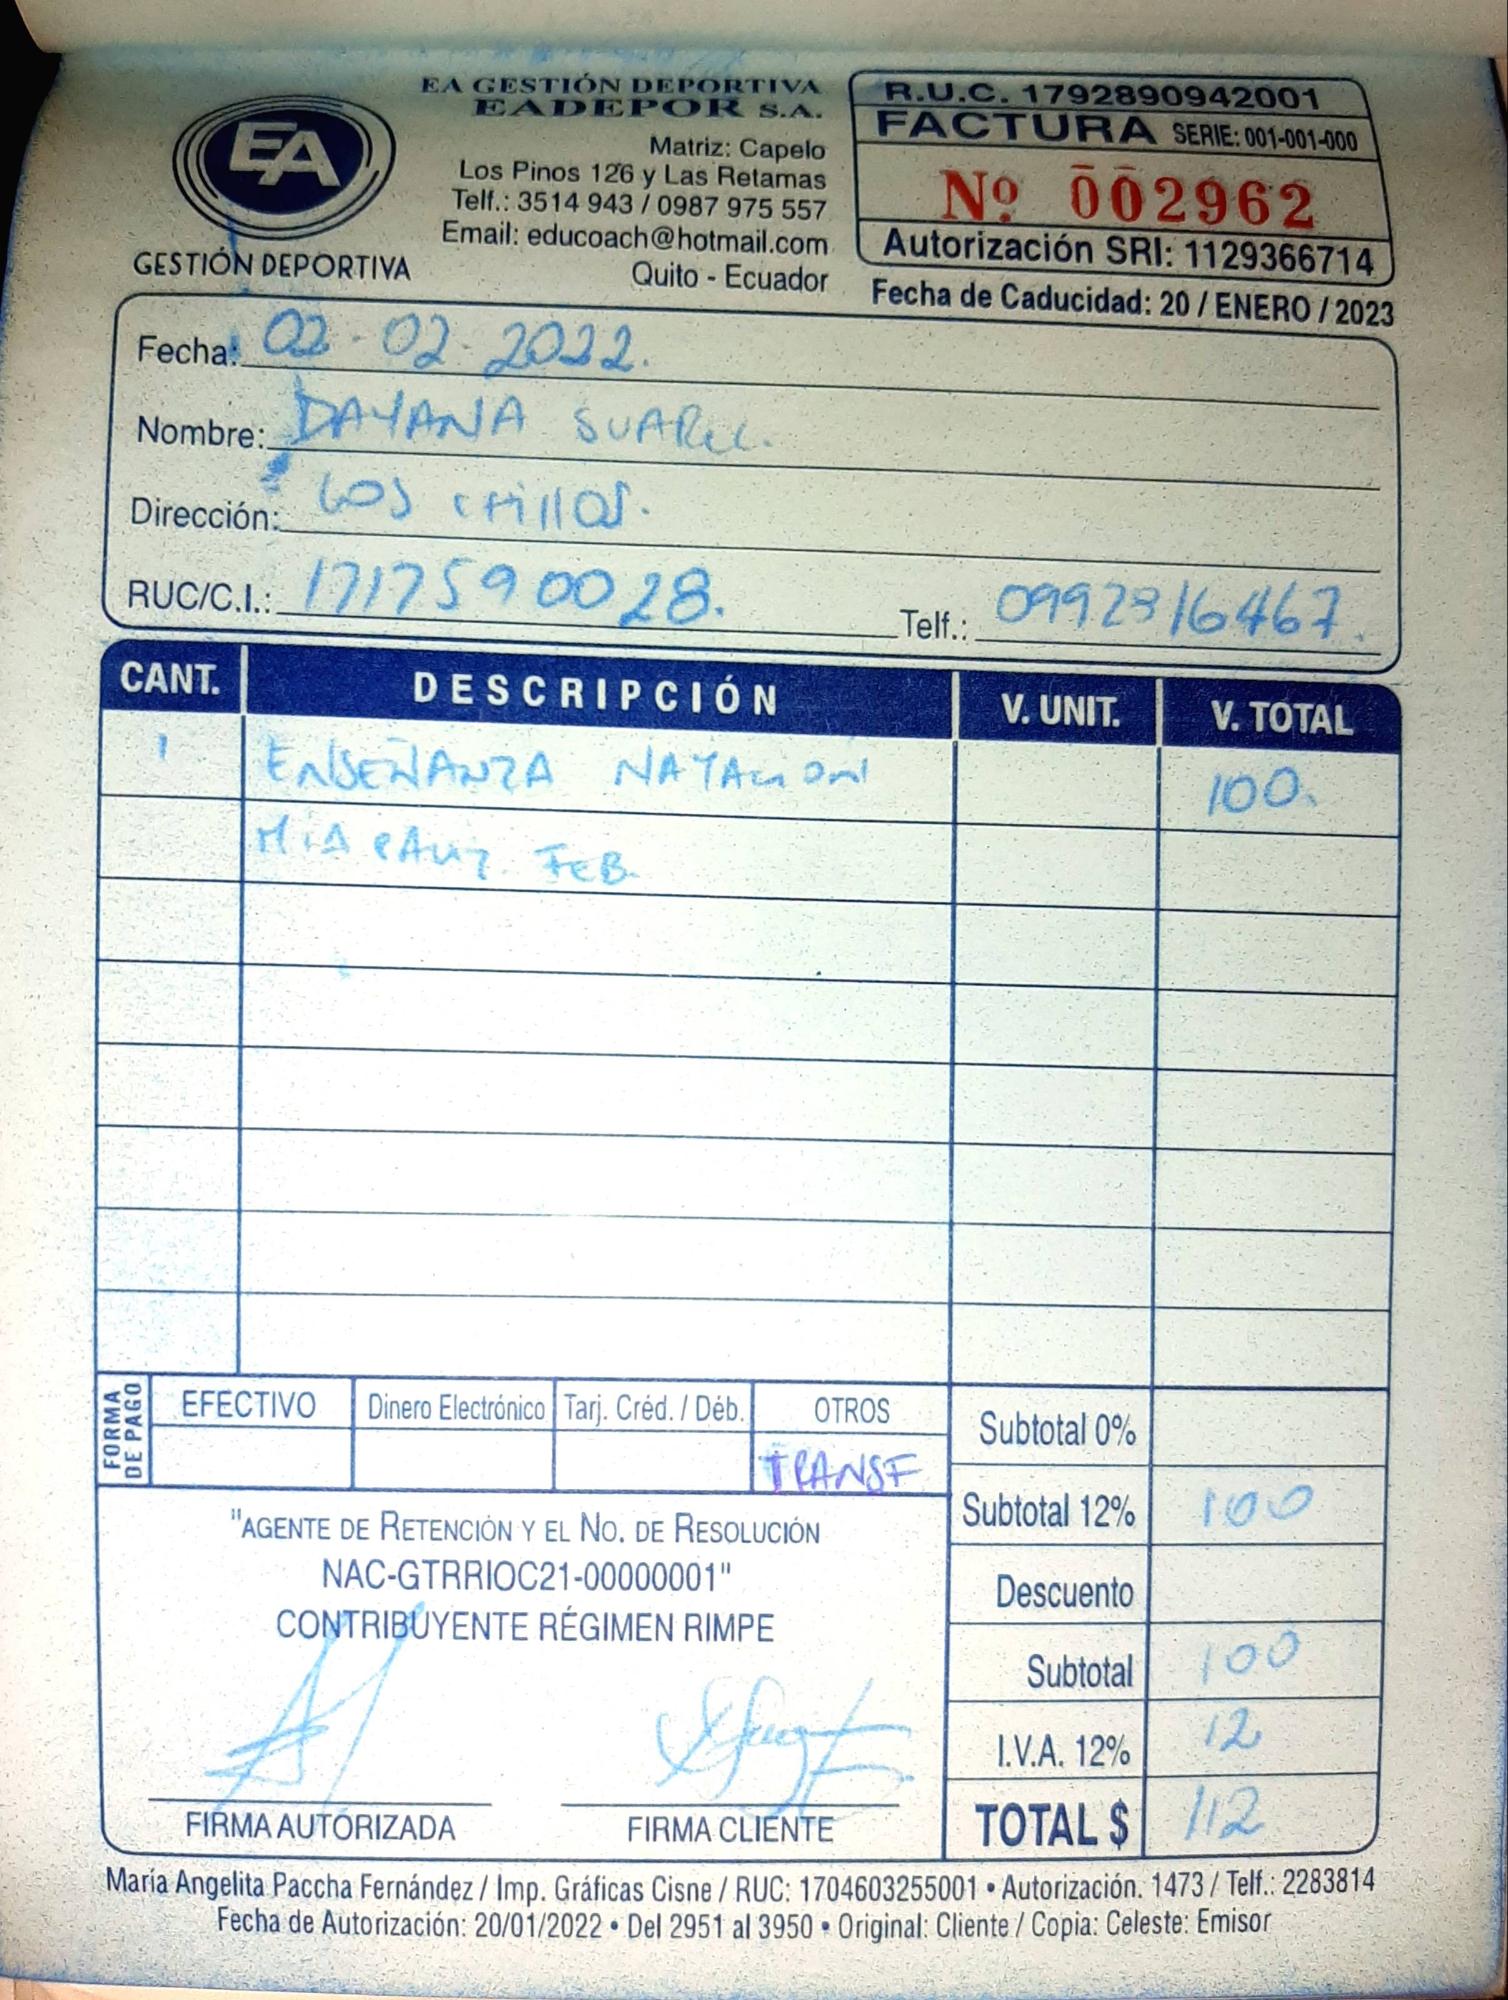 EA GESTIÓN DEPORTIVA
EADEPOR S.A.
EA
GESTIÓN DEPORTIVA
Matriz: Capelo
Los Pinos 126 y Las Retamas
Telf.: 3514 943 / 0987 975 557
Email: educoach@hotmail.com
Quito - Ecuador
R.U.C. 1792890942001
FACTURA SERIE: 001-001-000
Nº 002962
Autorización SRI: 1129366714
Fecha de Caducidad: 20 / ENERO / 2023
Fecha: 02-02-2022.
Nombre: DAYANA SUAREZ.
Dirección: LOS CHILLOS.
RUC/C.I.: 1717590028. Telf.: 0992316467.
CANT. DESCRIPCIÓN V. UNIT. V. TOTAL
1 ENSEÑANZA NATACION 100.
MIA FEB.
FORMA DE PAGO EFECTIVO Dinero Electrónico Tarj. Créd. / Déb. OTROS
TRANSF
Subtotal 0%
Subtotal 12% 100
Descuento
Subtotal 100
I.V.A. 12% 12
TOTAL $ 112
"AGENTE DE RETENCIÓN Y EL NO. DE RESOLUCIÓN
NAC-GTRRIOC21-00000001"
CONTRIBUYENTE RÉGIMEN RIMPE
FIRMA AUTORIZADA FIRMA CLIENTE
María Angelita Paccha Fernández / Imp. Gráficas Cisne / RUC: 1704603255001 • Autorización. 1473 / Telf.: 2283814
Fecha de Autorización: 20/01/2022 • Del 2951 al 3950 • Original: Cliente / Copia: Celeste: Emisor